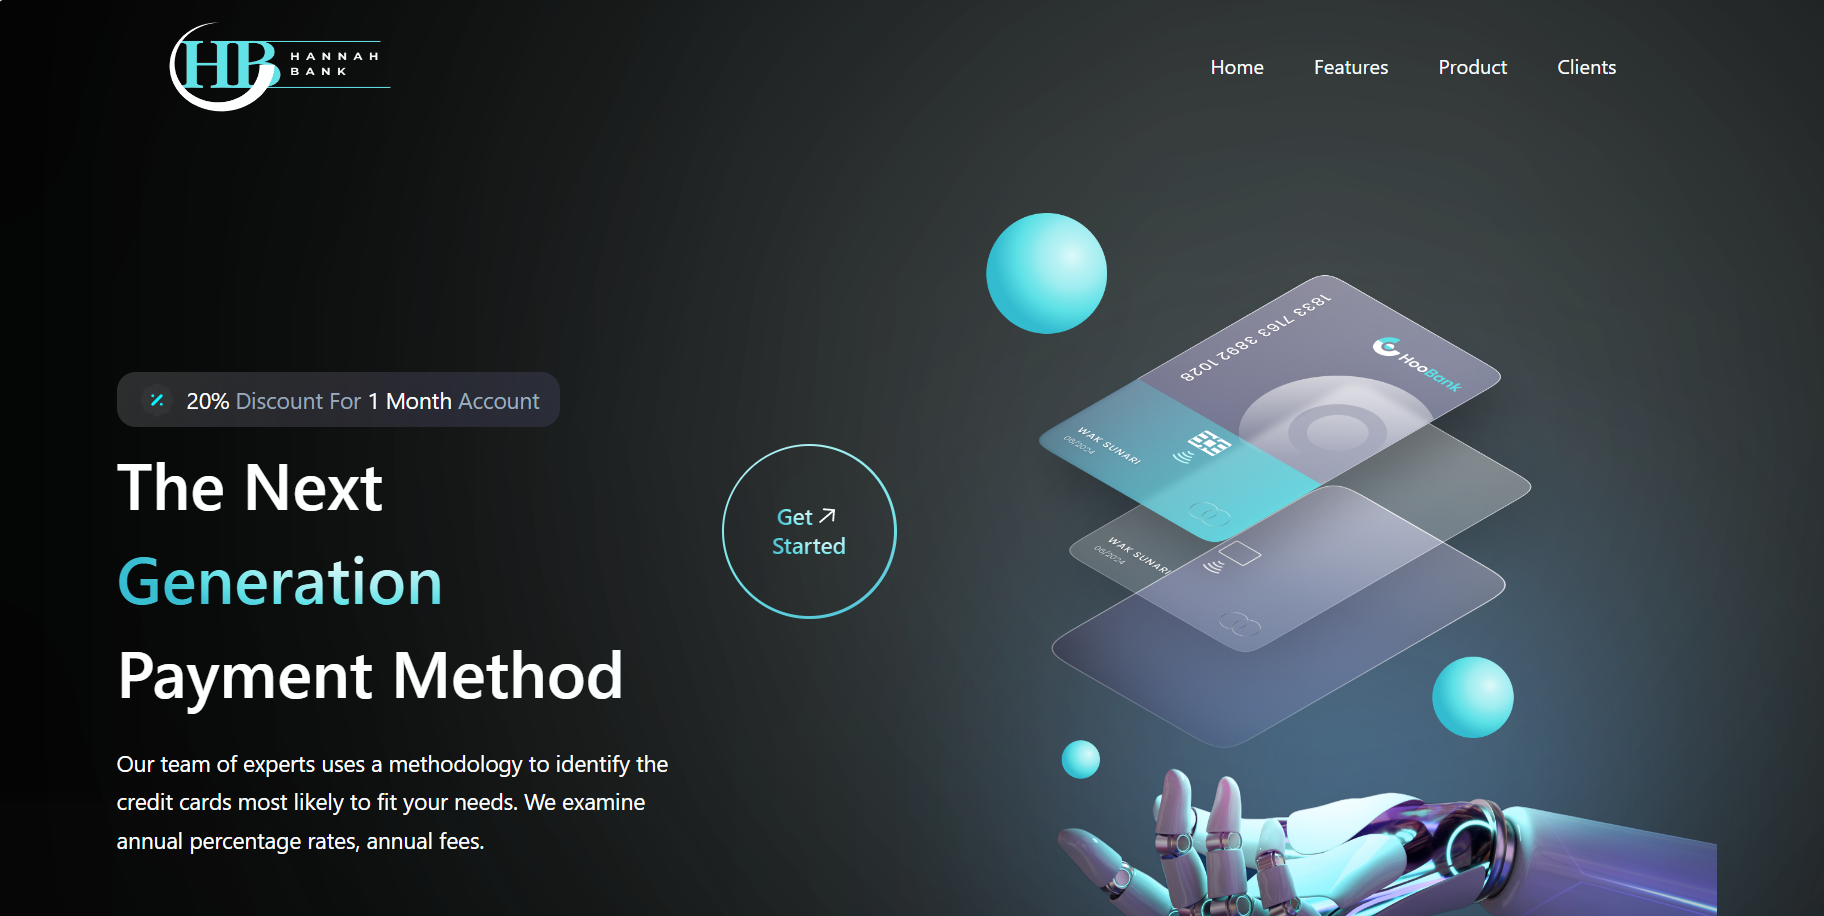 HB
HANNAH
BANK
Home
Features
Product
Clients
1833 7163 3892 1028
HooBank
WAK SUNARI
08/2024
20% Discount For 1 Month Account
The Next
Generation
Payment Method
Get
Started
WAK SUNARI
08/2024
Our team of experts uses a methodology to identify the
credit cards most likely to fit your needs. We examine
annual percentage rates, annual fees.